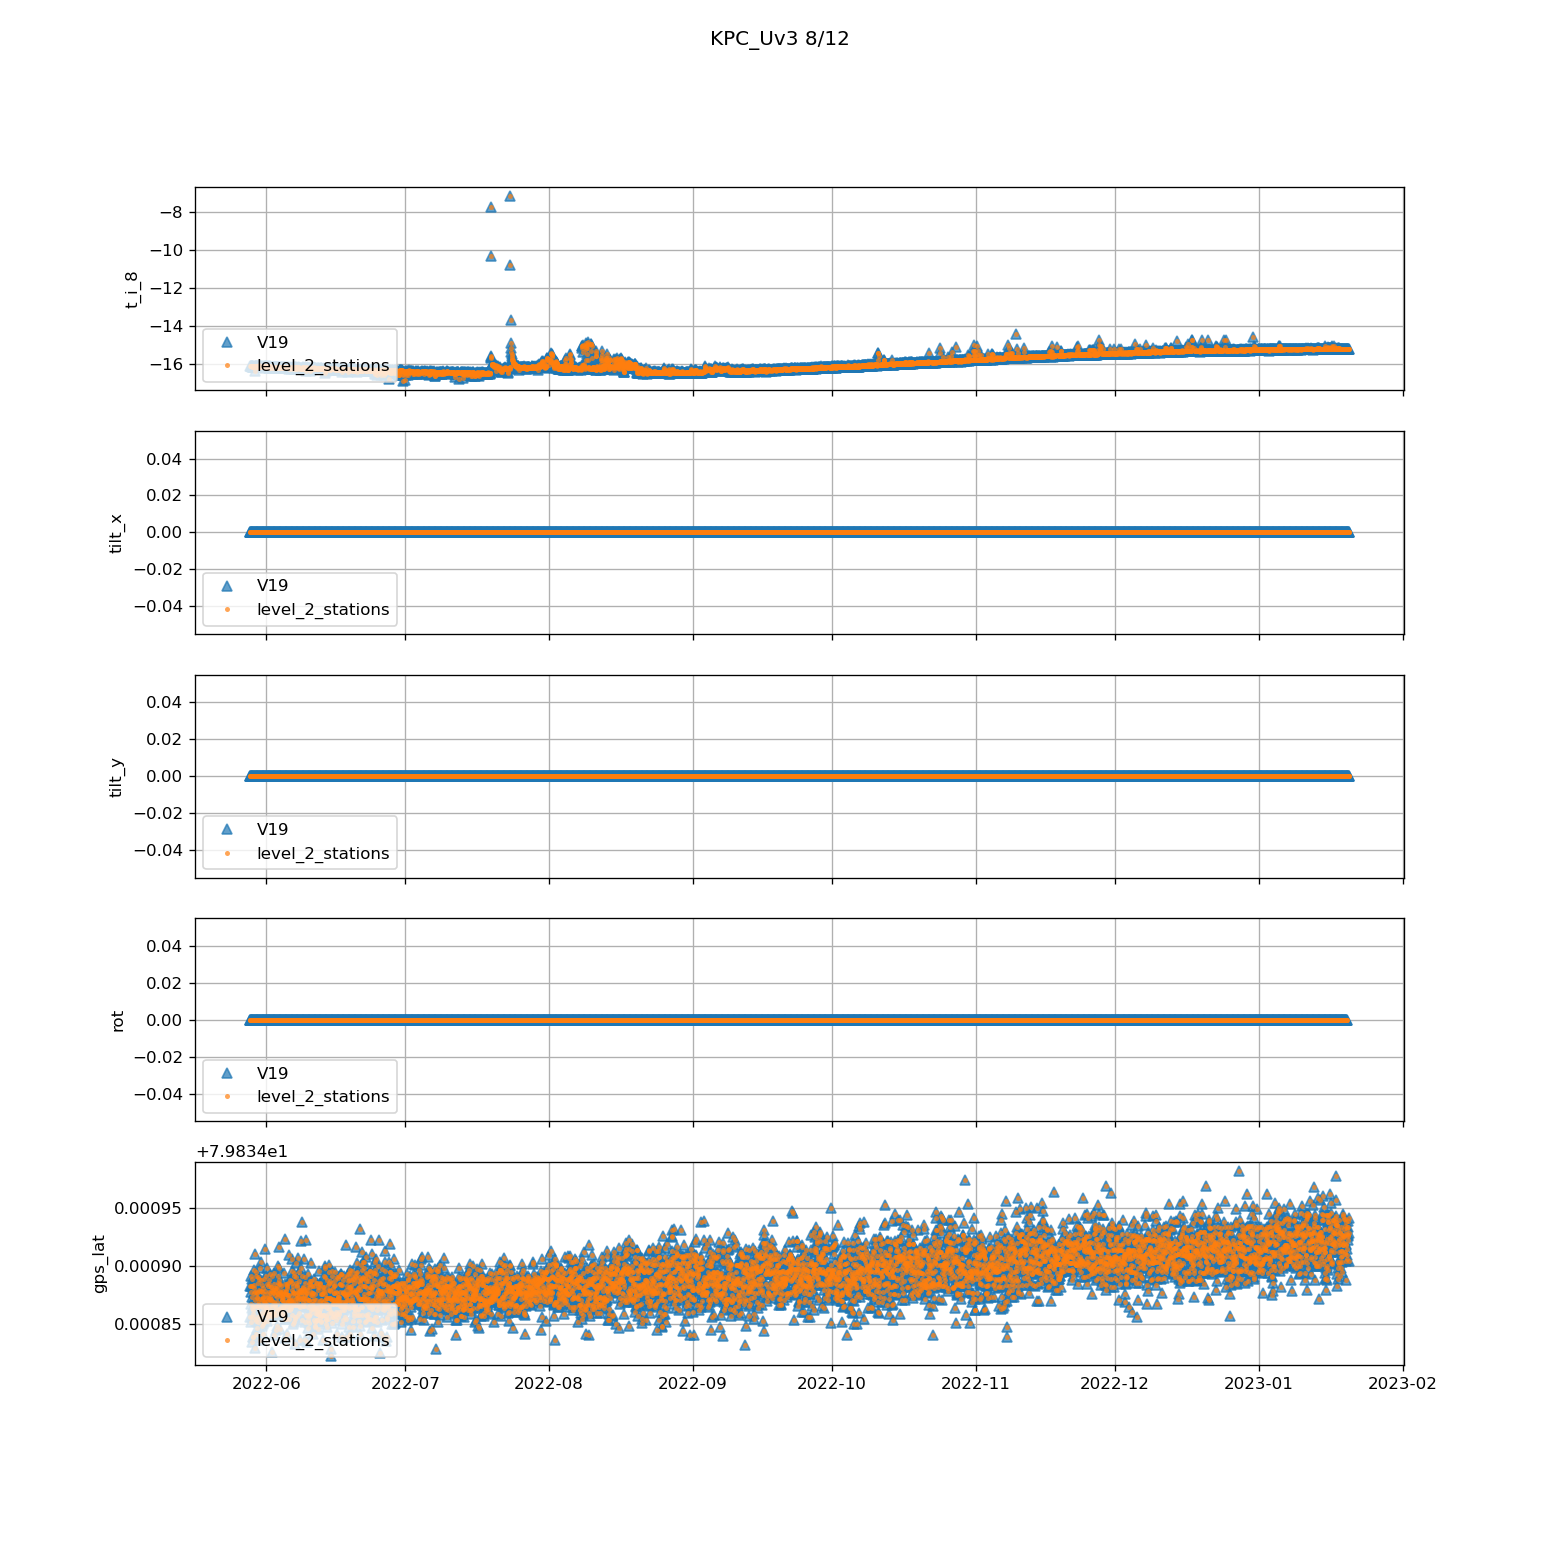 KPC_Uv3 8/12
−8
−10
−12
−14
−16
t_i_8
V19
level_2_stations
0.04
0.02
0.00
−0.02
−0.04
tilt_x
V19
level_2_stations
0.04
0.02
0.00
−0.02
−0.04
tilt_y
V19
level_2_stations
0.04
0.02
0.00
−0.02
−0.04
rot
V19
level_2_stations
+7.9834e1
0.00095
0.00090
0.00085
gps_lat
V19
level_2_stations
2022-06 2022-07 2022-08 2022-09 2022-10 2022-11 2022-12 2023-01 2023-02